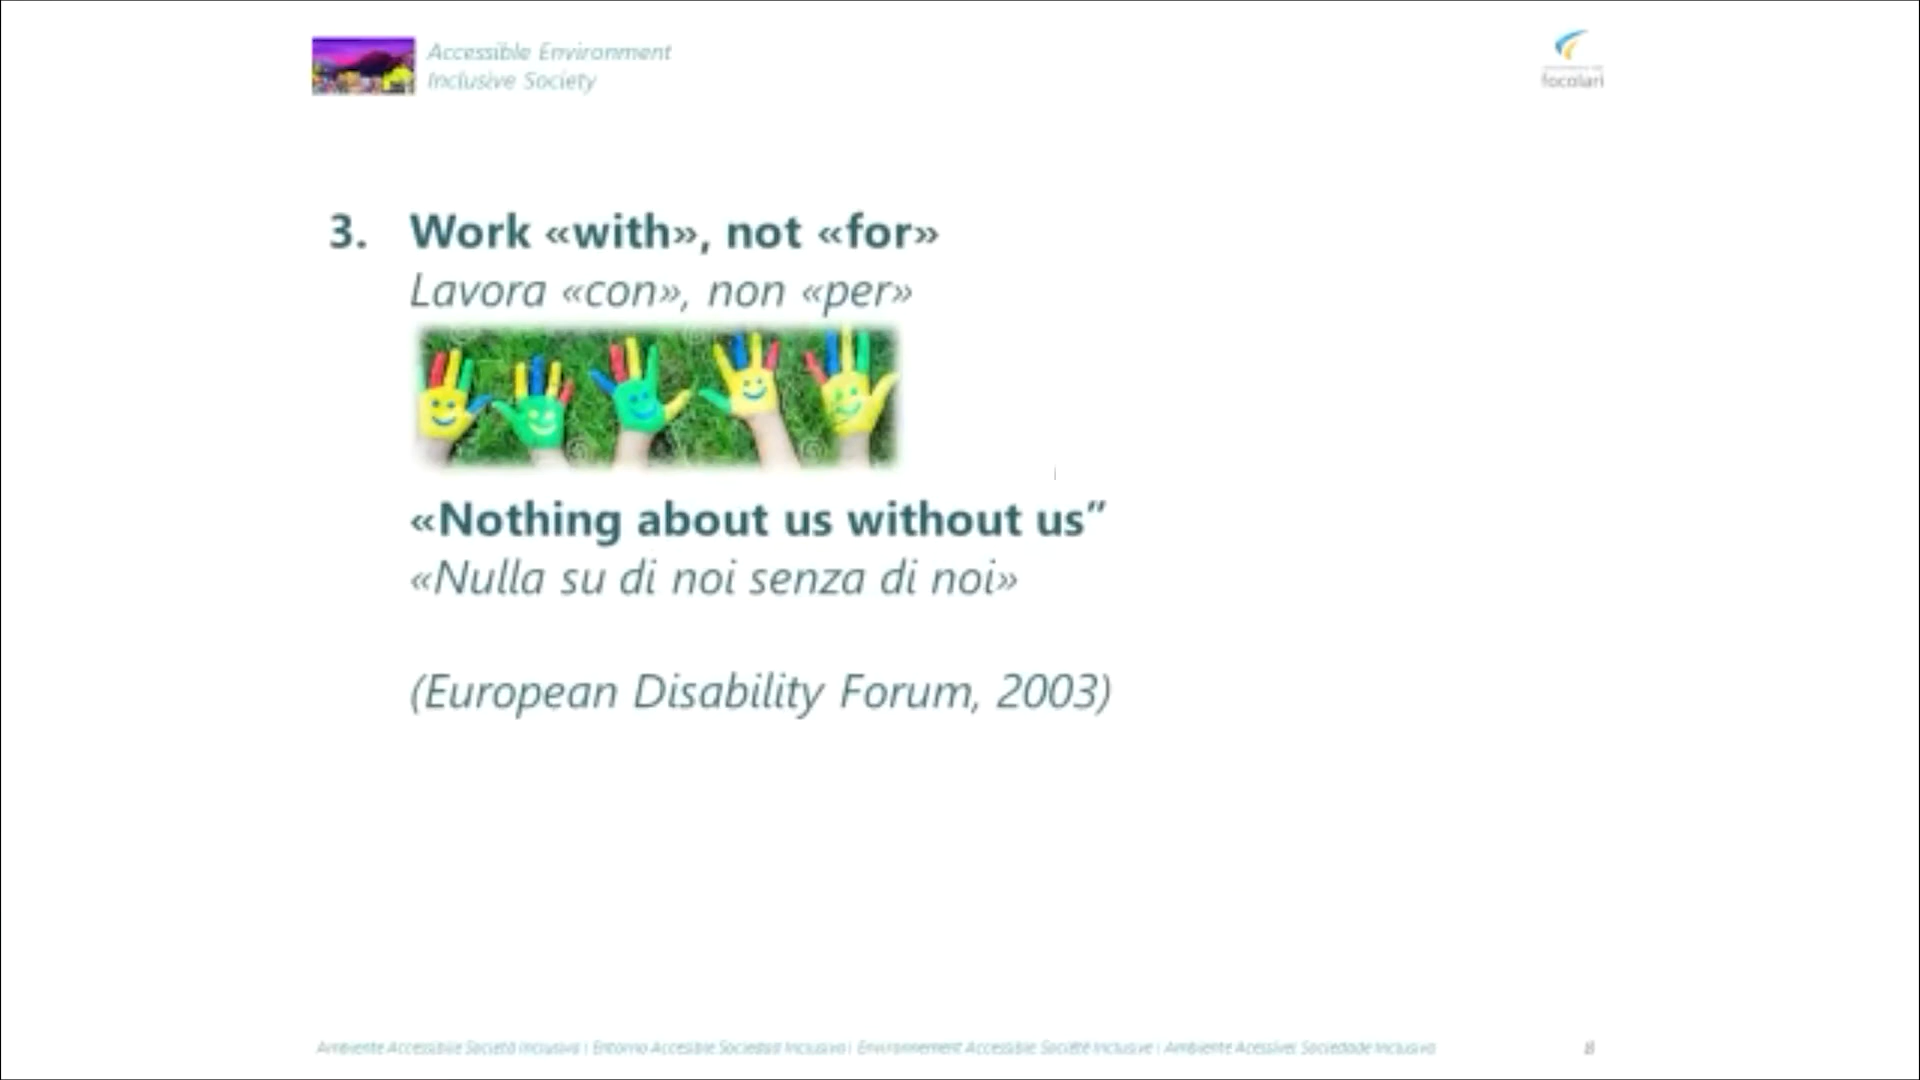 Accessible Environment
Inclusive Society
focolari
3. Work «with», not «for»
Lavora «con», non «per»
«Nothing about us without us”
«Nulla su di noi senza di noi»
(European Disability Forum, 2003)
Ambiente Accessibile Società Inclusiva | Entorno Accesible Sociedad Inclusiva | Environnement Accessible Société Inclusive | Ambiente Acessível Sociedade Inclusiva
8